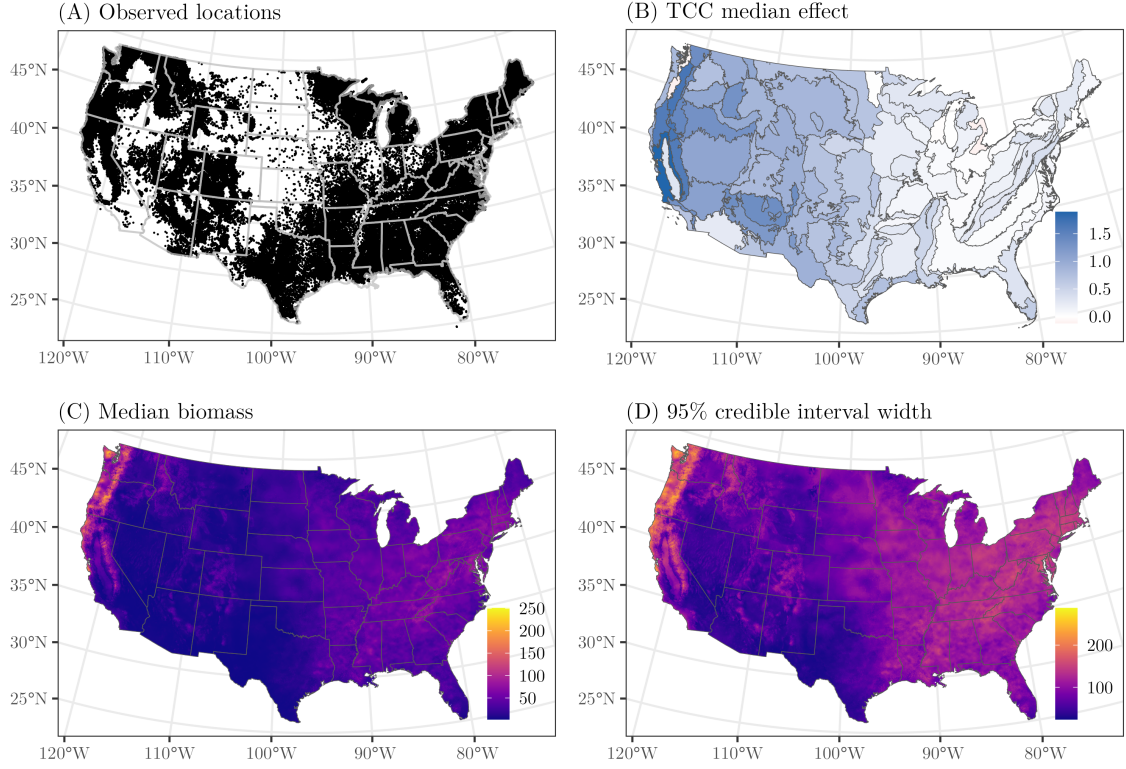 (A) Observed locations
45°N
40°N
35°N
30°N
25°N
120°W
110°W
100°W
90°W
80°W
(B) TCC median effect
45°N
40°N
35°N
30°N
25°N
1.5
1.0
0.5
0.0
120°W
110°W
100°W
90°W
80°W
(C) Median biomass
45°N
40°N
35°N
30°N
25°N
250
200
150
100
50
120°W
110°W
100°W
90°W
80°W
(D) 95% credible interval width
45°N
40°N
35°N
30°N
25°N
200
100
120°W
110°W
100°W
90°W
80°W